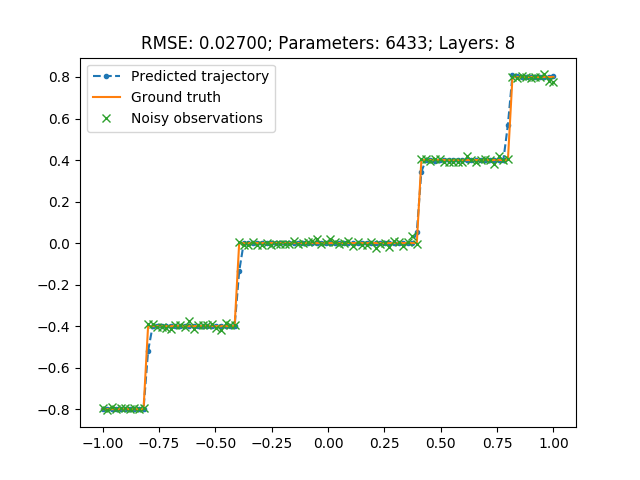 RMSE: 0.02700; Parameters: 6433; Layers: 8
Predicted trajectory
Ground truth
Noisy observations
0.8
0.6
0.4
0.2
0.0
−0.2
−0.4
−0.6
−0.8
−1.00 −0.75 −0.50 −0.25 0.00 0.25 0.50 0.75 1.00